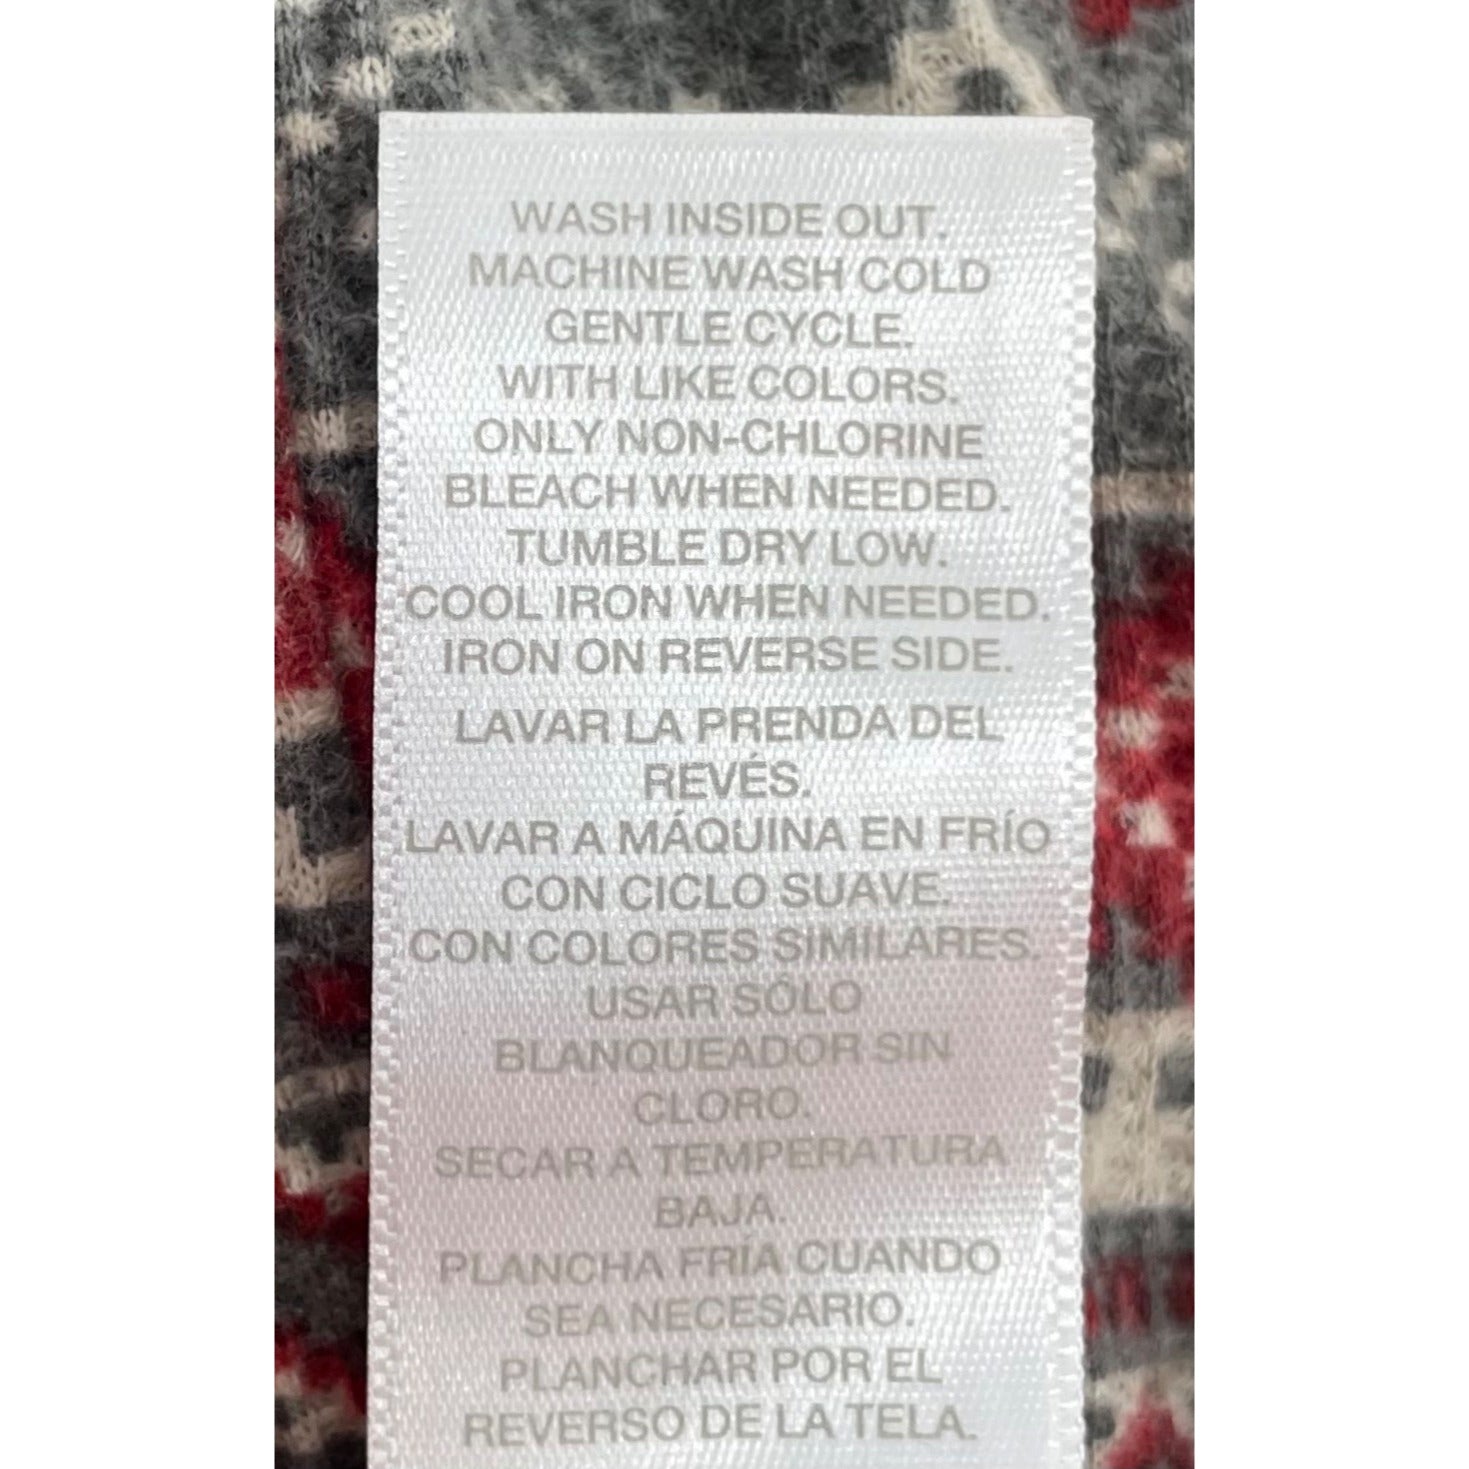 WASH INSIDE OUT.
MACHINE WASH COLD
GENTLE CYCLE.
WITH LIKE COLORS.
ONLY NON-CHLORINE
BLEACH WHEN NEEDED.
TUMBLE DRY LOW.
COOL IRON WHEN NEEDED.
IRON ON REVERSE SIDE.
LAVAR LA PRENDA DEL
REVÉS.
LAVAR A MÁQUINA EN FRÍO
CON CICLO SUAVE.
CON COLORES SIMILARES.
USAR SÓLO
BLANQUEADOR SIN
CLORO.
SECAR A TEMPERATURA
BAJA.
PLANCHA FRÍA CUANDO
SEA NECESARIO.
PLANCHAR POR EL
REVERSO DE LA TELA.